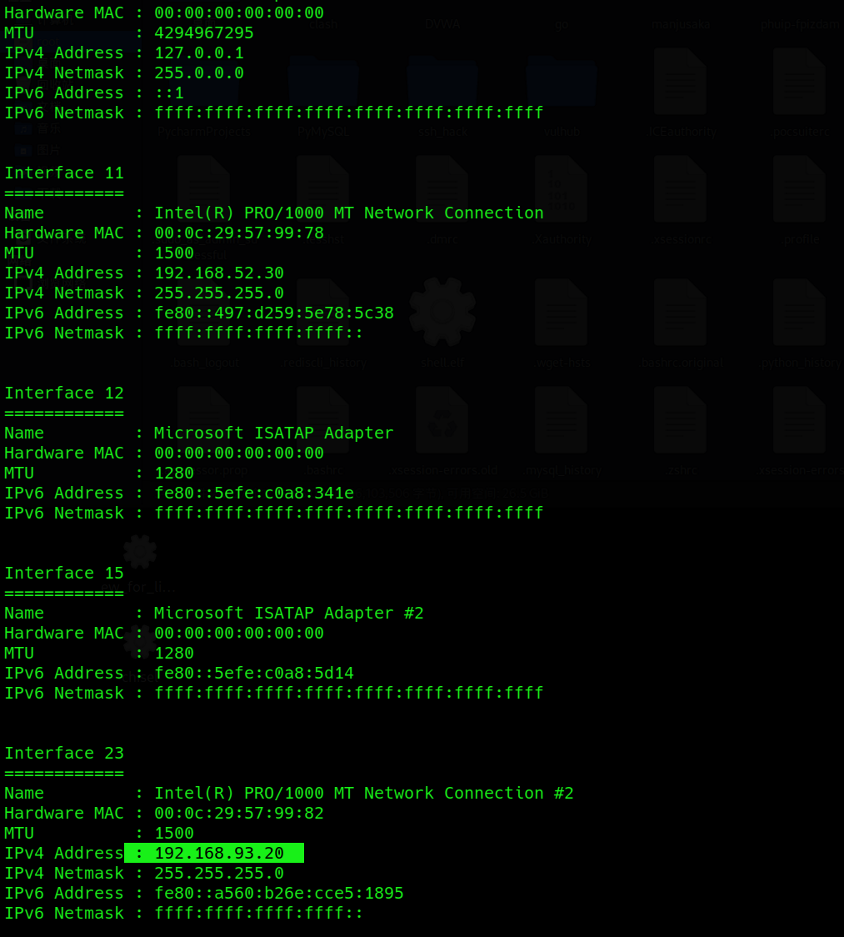 Hardware MAC : 00:00:00:00:00:00
MTU          : 4294967295
IPv4 Address : 127.0.0.1
IPv4 Netmask : 255.0.0.0
IPv6 Address : ::1
IPv6 Netmask : ffff:ffff:ffff:ffff:ffff:ffff:ffff:ffff
Interface 11
============
Name         : Intel(R) PRO/1000 MT Network Connection
Hardware MAC : 00:0c:29:57:99:78
MTU          : 1500
IPv4 Address : 192.168.52.30
IPv4 Netmask : 255.255.255.0
IPv6 Address : fe80::497:d259:5e78:5c38
IPv6 Netmask : ffff:ffff:ffff:ffff::
Interface 12
============
Name         : Microsoft ISATAP Adapter
Hardware MAC : 00:00:00:00:00:00
MTU          : 1280
IPv6 Address : fe80::5efe:c0a8:341e
IPv6 Netmask : ffff:ffff:ffff:ffff:ffff:ffff:ffff:ffff
Interface 15
============
Name         : Microsoft ISATAP Adapter #2
Hardware MAC : 00:00:00:00:00:00
MTU          : 1280
IPv6 Address : fe80::5efe:c0a8:5d14
IPv6 Netmask : ffff:ffff:ffff:ffff:ffff:ffff:ffff:ffff
Interface 23
============
Name         : Intel(R) PRO/1000 MT Network Connection #2
Hardware MAC : 00:0c:29:57:99:82
MTU          : 1500
IPv4 Address : 192.168.93.20
IPv4 Netmask : 255.255.255.0
IPv6 Address : fe80::a560:b26e:cce5:1895
IPv6 Netmask : ffff:ffff:ffff:ffff::